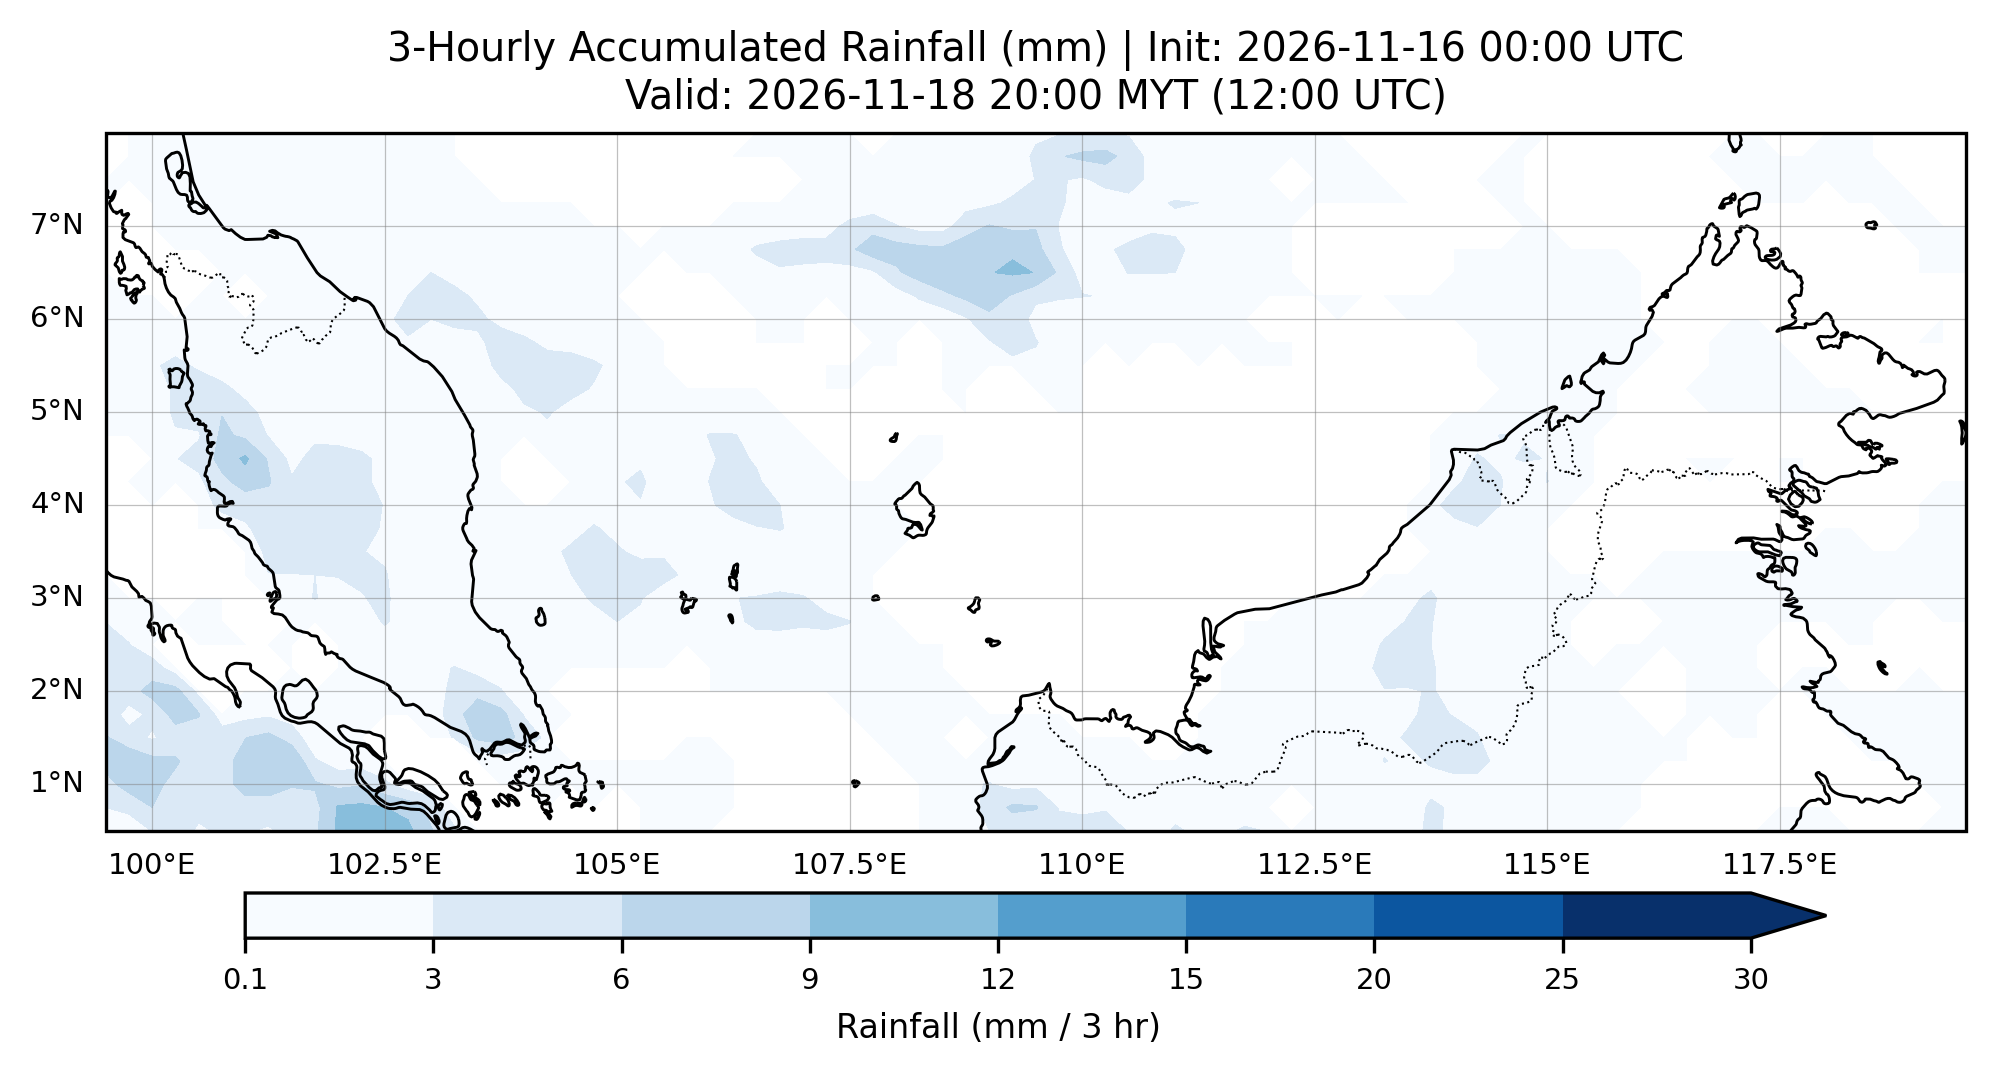 3-Hourly Accumulated Rainfall (mm) | Init: 2026-11-16 00:00 UTC
Valid: 2026-11-18 20:00 MYT (12:00 UTC)
7°N
6°N
5°N
4°N
3°N
2°N
1°N
100°E 102.5°E 105°E 107.5°E 110°E 112.5°E 115°E 117.5°E
0.1 3 6 9 12 15 20 25 30
Rainfall (mm / 3 hr)